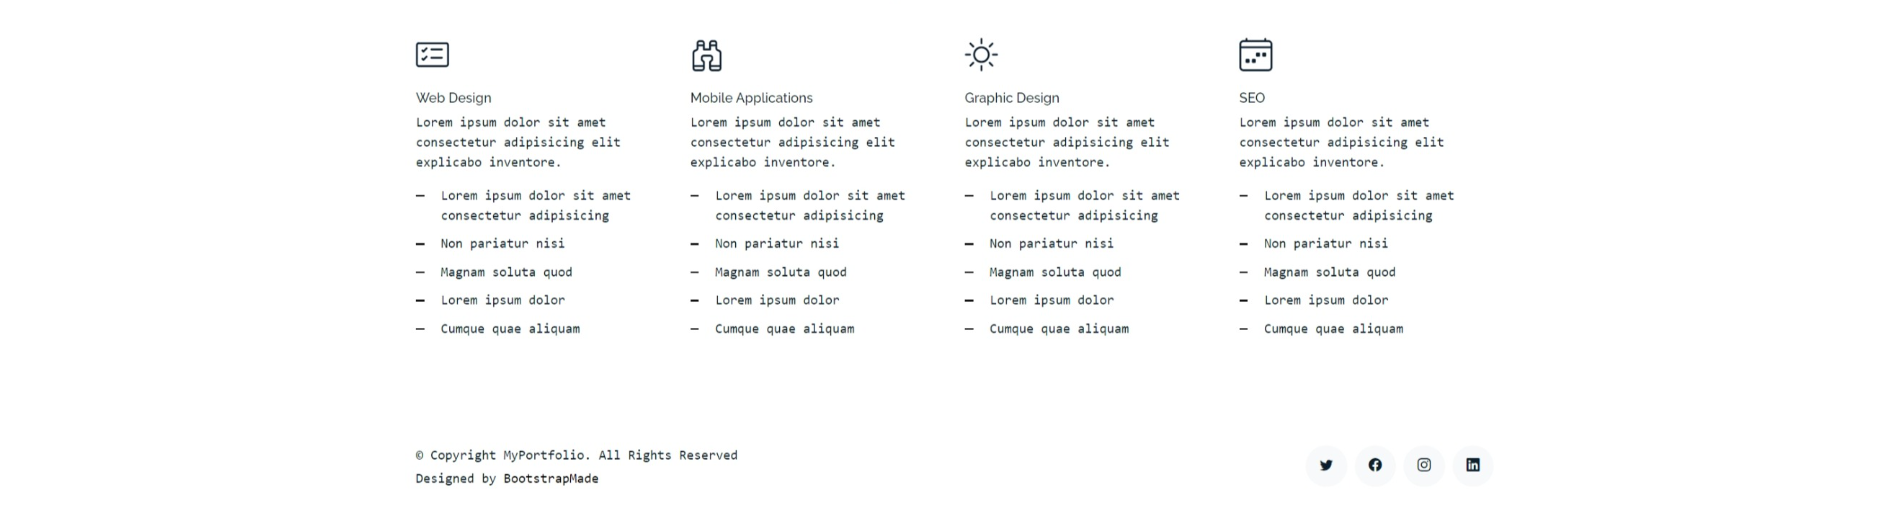 Web Design
Lorem ipsum dolor sit amet
consectetur adipisicing elit
explicabo inventore.
– Lorem ipsum dolor sit amet
consectetur adipisicing
– Non pariatur nisi
– Magnam soluta quod
– Lorem ipsum dolor
– Cumque quae aliquam
Mobile Applications
Lorem ipsum dolor sit amet
consectetur adipisicing elit
explicabo inventore.
– Lorem ipsum dolor sit amet
consectetur adipisicing
– Non pariatur nisi
– Magnam soluta quod
– Lorem ipsum dolor
– Cumque quae aliquam
Graphic Design
Lorem ipsum dolor sit amet
consectetur adipisicing elit
explicabo inventore.
– Lorem ipsum dolor sit amet
consectetur adipisicing
– Non pariatur nisi
– Magnam soluta quod
– Lorem ipsum dolor
– Cumque quae aliquam
SEO
Lorem ipsum dolor sit amet
consectetur adipisicing elit
explicabo inventore.
– Lorem ipsum dolor sit amet
consectetur adipisicing
– Non pariatur nisi
– Magnam soluta quod
– Lorem ipsum dolor
– Cumque quae aliquam
© Copyright MyPortfolio. All Rights Reserved
Designed by BootstrapMade